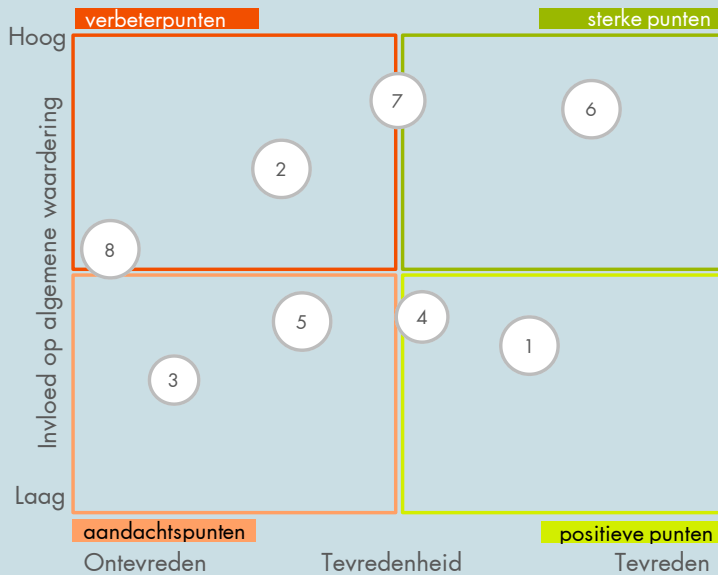 verbeterpunten
sterke punten
Hoog
7
6
2
8
Invloed op algemene waardering
5
4
1
3
Laag
aandachtspunten
positieve punten
Ontevreden
Tevredenheid
Tevreden